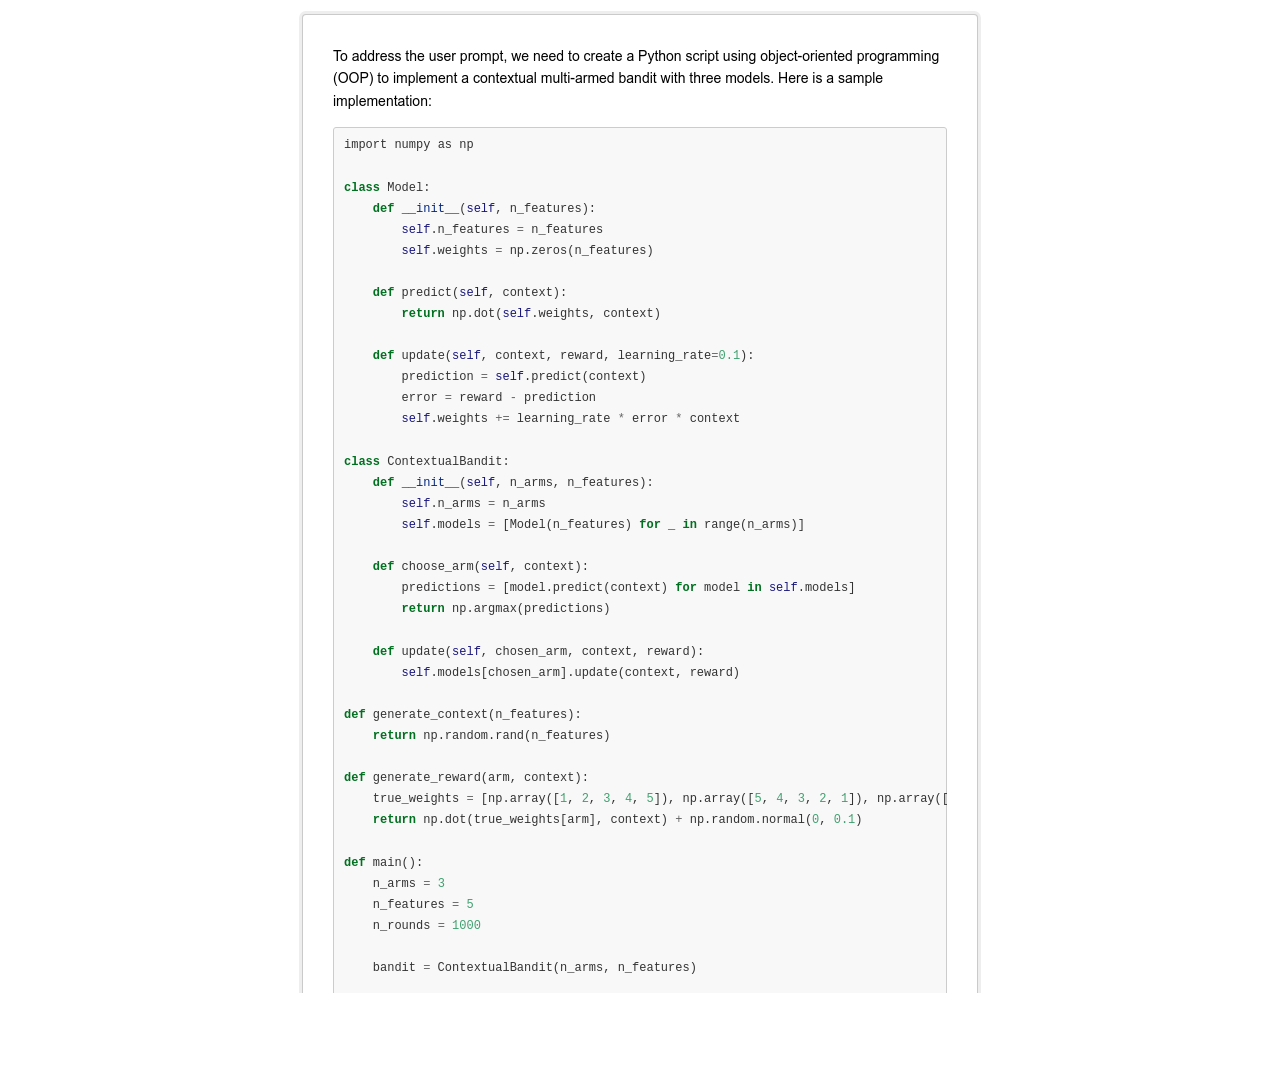 To address the user prompt, we need to create a Python script using object-oriented programming
(OOP) to implement a contextual multi-armed bandit with three models. Here is a sample
implementation:
import numpy as np

class Model:
    def __init__(self, n_features):
        self.n_features = n_features
        self.weights = np.zeros(n_features)

    def predict(self, context):
        return np.dot(self.weights, context)

    def update(self, context, reward, learning_rate=0.1):
        prediction = self.predict(context)
        error = reward - prediction
        self.weights += learning_rate * error * context

class ContextualBandit:
    def __init__(self, n_arms, n_features):
        self.n_arms = n_arms
        self.models = [Model(n_features) for _ in range(n_arms)]

    def choose_arm(self, context):
        predictions = [model.predict(context) for model in self.models]
        return np.argmax(predictions)

    def update(self, chosen_arm, context, reward):
        self.models[chosen_arm].update(context, reward)

def generate_context(n_features):
    return np.random.rand(n_features)

def generate_reward(arm, context):
    true_weights = [np.array([1, 2, 3, 4, 5]), np.array([5, 4, 3, 2, 1]), np.array([
    return np.dot(true_weights[arm], context) + np.random.normal(0, 0.1)

def main():
    n_arms = 3
    n_features = 5
    n_rounds = 1000

    bandit = ContextualBandit(n_arms, n_features)